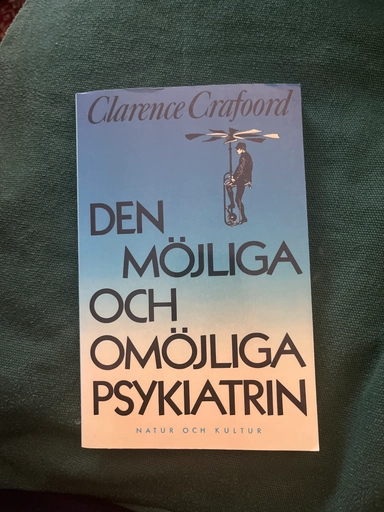 Clarence Crafoord
DEN
MÖJLIGA
OCH
OMÖJLIGA
PSYKIATRIN
NATUR OCH KULTUR